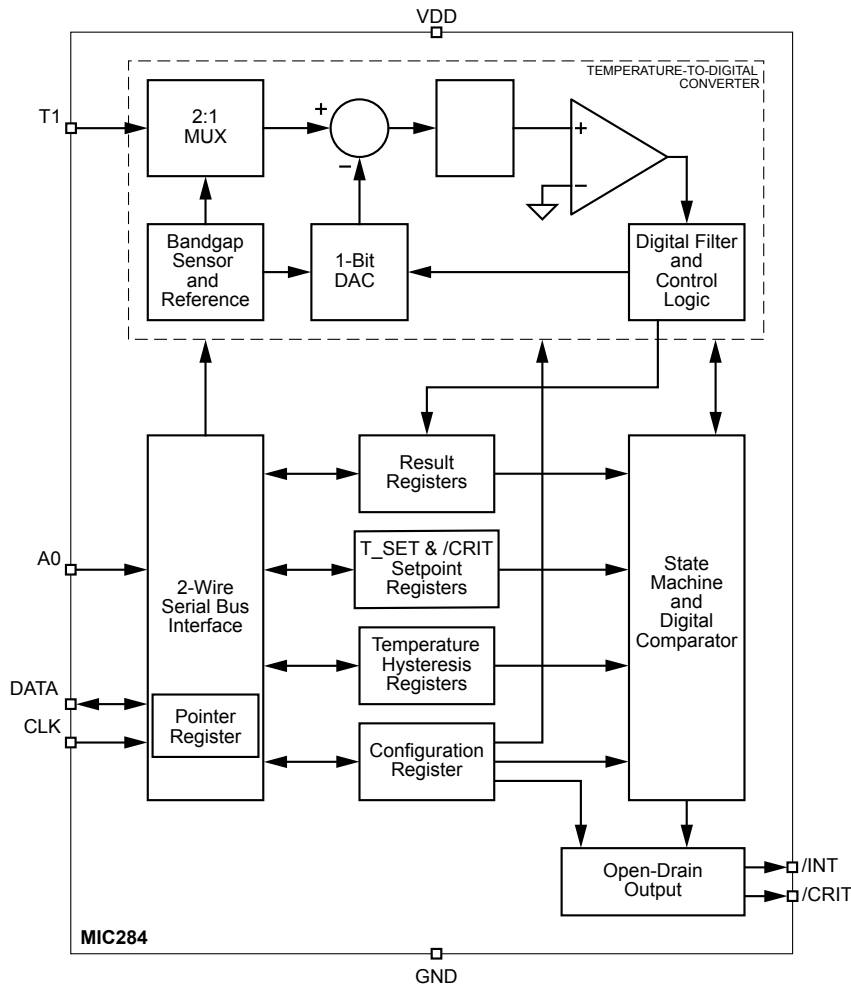 VDD
TEMPERATURE-TO-DIGITAL
CONVERTER
T1
2:1
MUX
+
−
+
−
Bandgap
Sensor
and
Reference
1-Bit
DAC
Digital Filter
and
Control
Logic
Result
Registers
A0
2-Wire
Serial Bus
Interface
T_SET & /CRIT
Setpoint
Registers
State
Machine
and
Digital
Comparator
Temperature
Hysteresis
Registers
DATA
CLK
Pointer
Register
Configuration
Register
Open-Drain
Output
/INT
/CRIT
MIC284
GND